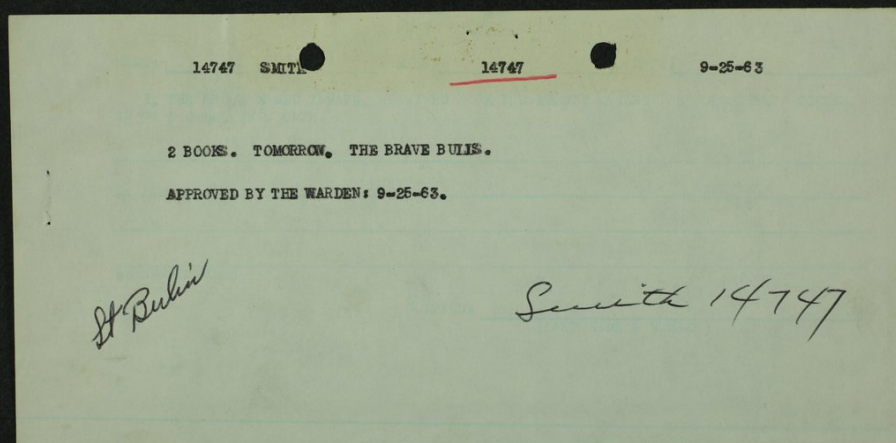 14747 SMITH 14747 9-25-63
2 BOOKS. TOMORROW. THE BRAVE BULLS.
APPROVED BY THE WARDEN: 9-25-63.
Smith 14747